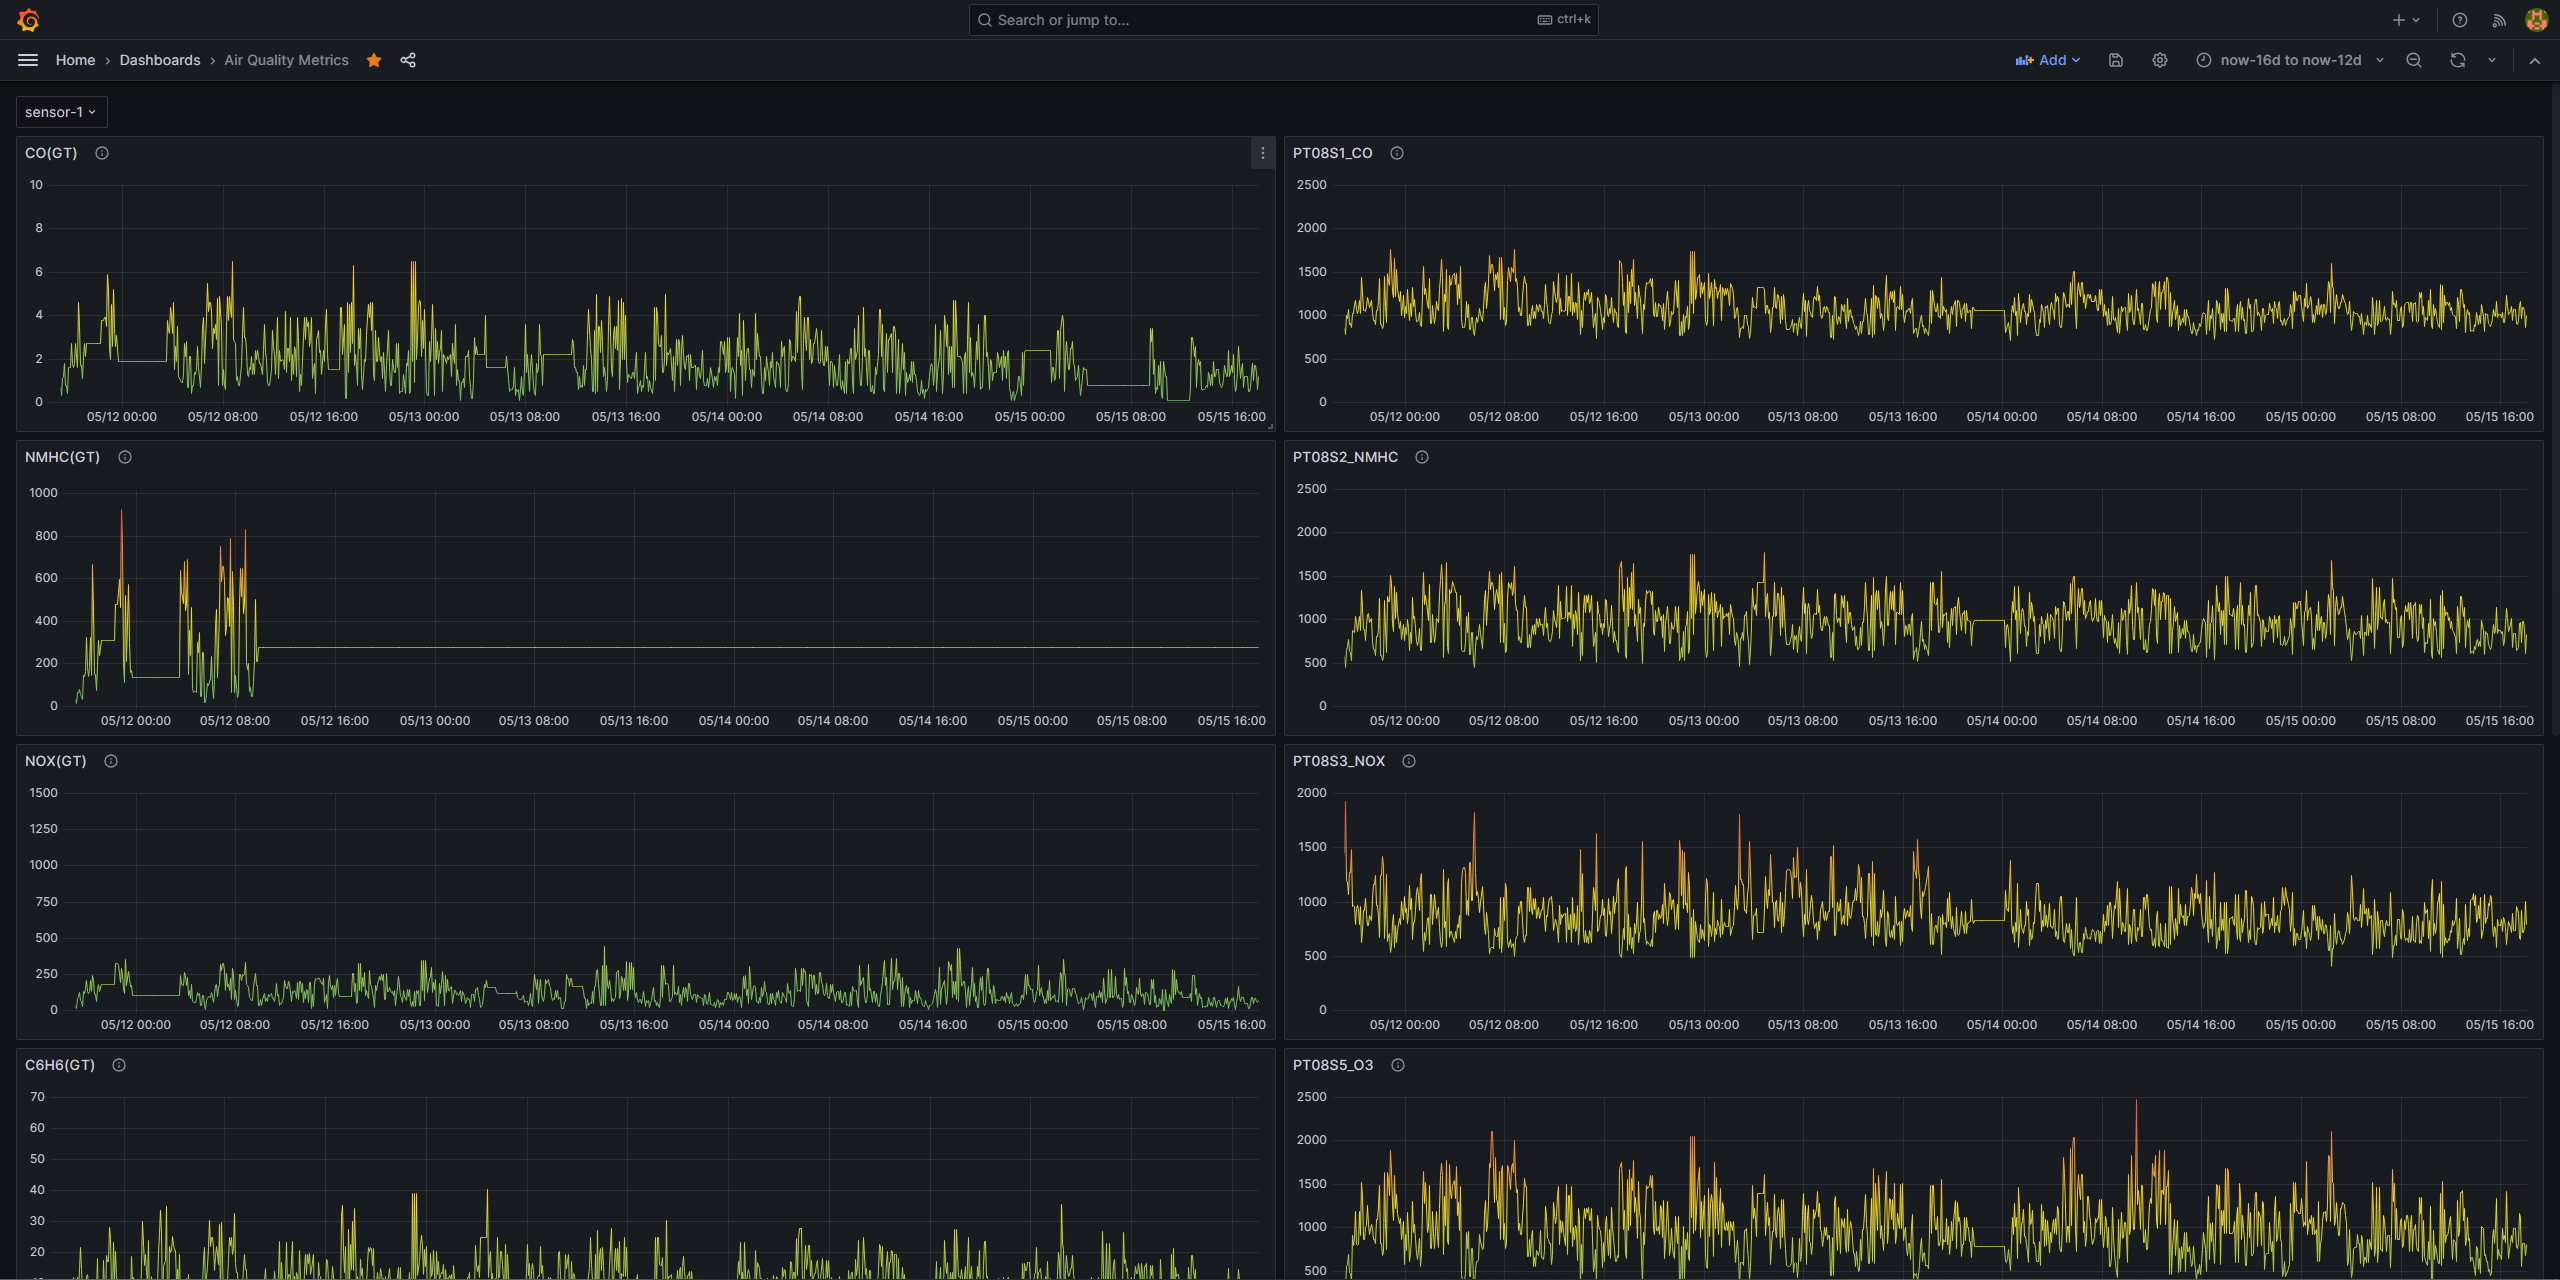 Search or jump to... ctrl+k
Home › Dashboards › Air Quality Metrics Add now-16d to now-12d
sensor-1
CO(GT)
10
8
6
4
2
0
05/12 00:00 05/12 08:00 05/12 16:00 05/13 00:00 05/13 08:00 05/13 16:00 05/14 00:00 05/14 08:00 05/14 16:00 05/15 00:00 05/15 08:00 05/15 16:00
PT08S1_CO
2500
2000
1500
1000
500
0
05/12 00:00 05/12 08:00 05/12 16:00 05/13 00:00 05/13 08:00 05/13 16:00 05/14 00:00 05/14 08:00 05/14 16:00 05/15 00:00 05/15 08:00 05/15 16:00
NMHC(GT)
1000
800
600
400
200
0
05/12 00:00 05/12 08:00 05/12 16:00 05/13 00:00 05/13 08:00 05/13 16:00 05/14 00:00 05/14 08:00 05/14 16:00 05/15 00:00 05/15 08:00 05/15 16:00
PT08S2_NMHC
2500
2000
1500
1000
500
0
05/12 00:00 05/12 08:00 05/12 16:00 05/13 00:00 05/13 08:00 05/13 16:00 05/14 00:00 05/14 08:00 05/14 16:00 05/15 00:00 05/15 08:00 05/15 16:00
NOX(GT)
1500
1250
1000
750
500
250
0
05/12 00:00 05/12 08:00 05/12 16:00 05/13 00:00 05/13 08:00 05/13 16:00 05/14 00:00 05/14 08:00 05/14 16:00 05/15 00:00 05/15 08:00 05/15 16:00
PT08S3_NOX
2000
1500
1000
500
0
05/12 00:00 05/12 08:00 05/12 16:00 05/13 00:00 05/13 08:00 05/13 16:00 05/14 00:00 05/14 08:00 05/14 16:00 05/15 00:00 05/15 08:00 05/15 16:00
C6H6(GT)
70
60
50
40
30
20
PT08S5_O3
2500
2000
1500
1000
500